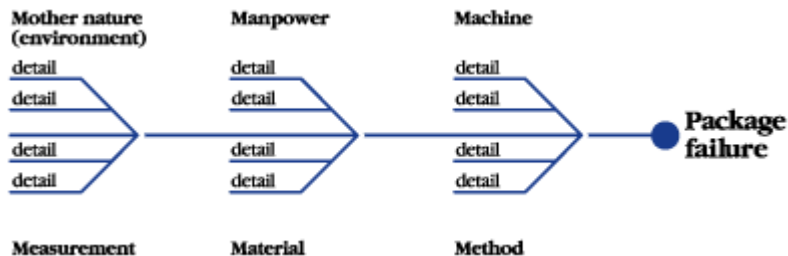 Mother nature
(environment)
Manpower
Machine
detail
detail
detail
detail
detail
detail
Package
failure
detail
detail
detail
detail
detail
detail
Measurement
Material
Method